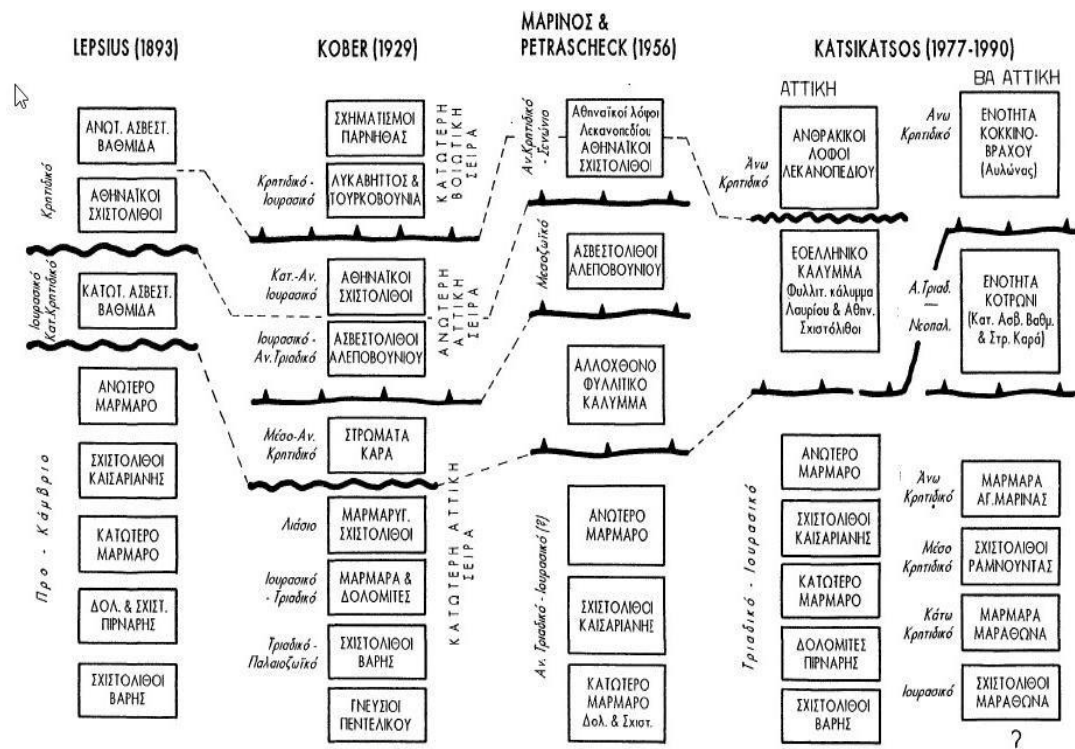 LEPSIUS (1893)
ΑΝΩΤ. ΑΣΒΕΣΤ.
ΒΑΘΜΙΔΑ
ΑΘΗΝΑΪΚΟΙ
ΣΧΙΣΤΟΛΙΘΟΙ
ΚΑΤΩΤ. ΑΣΒΕΣΤ.
ΒΑΘΜΙΔΑ
ΑΝΩΤΕΡΟ
ΜΑΡΜΑΡΟ
ΣΧΙΣΤΟΛΙΘΟΙ
ΚΑΙΣΑΡΙΑΝΗΣ
ΚΑΤΩΤΕΡΟ
ΜΑΡΜΑΡΟ
ΔΟΛ. & ΣΧΙΣΤ.
ΠΙΡΝΑΡΗΣ
ΣΧΙΣΤΟΛΙΘΟΙ
ΒΑΡΗΣ
Κρητιδικό
Ιουρασικό
Κατ.Κρητιδικό
Προ - Κάμβριο
KOBER (1929)
ΣΧΗΜΑΤΙΣΜΟΙ
ΠΑΡΝΗΘΑΣ
Κρητιδικό -
Ιουρασικό
ΛΥΚΑΒΗΤΤΟΣ &
ΤΟΥΡΚΟΒΟΥΝΙΑ
ΚΑΤΩΤΕΡΗ
ΒΟΙΩΤΙΚΗ
ΣΕΙΡΑ
Κατ.-Αν.
Ιουρασικό
ΑΘΗΝΑΪΚΟΙ
ΣΧΙΣΤΟΛΙΘΟΙ
Ιουρασικό -
Αν.Τριαδικό
ΑΣΒΕΣΤΟΛΙΘΟΙ
ΑΛΕΠΟΒΟΥΝΙΟΥ
ΑΝΩΤΕΡΗ
ΑΤΤΙΚΗ
ΣΕΙΡΑ
Μέσο-Αν.
Κρητιδικό
ΣΤΡΩΜΑΤΑ
ΚΑΡΑ
Λιάσιο
ΜΑΡΜΑΡΥΓ.
ΣΧΙΣΤΟΛΙΘΟΙ
Ιουρασικό
- Τριαδικό
ΜΑΡΜΑΡΑ &
ΔΟΛΟΜΙΤΕΣ
Τριαδικό -
Παλαιοζωϊκό
ΣΧΙΣΤΟΛΙΘΟΙ
ΒΑΡΗΣ
ΓΝΕΥΣΙΟΙ
ΠΕΝΤΕΛΙΚΟΥ
ΚΑΤΩΤΕΡΗ ΑΤΤΙΚΗ
ΣΕΙΡΑ
ΜΑΡΙΝΟΣ &
PETRASCHECK (1956)
Αν.Κρητιδικό
- Σενώνιο
Αθηναϊκοί λόφοι
Λεκανοπεδίου
ΑΘΗΝΑΙΚΟΙ
ΣΧΙΣΤΟΛΙΘΟΙ
Μεσοζωϊκό
ΑΣΒΕΣΤΟΛΙΘΟΙ
ΑΛΕΠΟΒΟΥΝΙΟΥ
ΑΛΛΟΧΘΟΝΟ
ΦΥΛΛΙΤΙΚΟ
ΚΑΛΥΜΜΑ
Αν. Τριαδικό - Ιουρασικό (?)
ΑΝΩΤΕΡΟ
ΜΑΡΜΑΡΟ
ΣΧΙΣΤΟΛΙΘΟΙ
ΚΑΙΣΑΡΙΑΝΗΣ
ΚΑΤΩΤΕΡΟ
ΜΑΡΜΑΡΟ
Δολ. & Σχιστ.
KATSIKATSOS (1977-1990)
ΑΤΤΙΚΗ
Άνω
Κρητιδικό
ΑΝΘΡΑΚΙΚΟΙ
ΛΟΦΟΙ
ΛΕΚΑΝΟΠΕΔΙΟΥ
ΕΟΕΛΛΗΝΙΚΟ
ΚΑΛΥΜΜΑ
Φυλλιτ. κάλυμμα
Λαυρίου & Αθην.
Σχιστόλιθοι
Τριαδικό - Ιουρασικό
ΑΝΩΤΕΡΟ
ΜΑΡΜΑΡΟ
ΣΧΙΣΤΟΛΙΘΟΙ
ΚΑΙΣΑΡΙΑΝΗΣ
ΚΑΤΩΤΕΡΟ
ΜΑΡΜΑΡΟ
ΔΟΛΟΜΙΤΕΣ
ΠΙΡΝΑΡΗΣ
ΣΧΙΣΤΟΛΙΘΟΙ
ΒΑΡΗΣ
ΒΑ ΑΤΤΙΚΗ
Ανω
Κρητιδικό
ΕΝΟΤΗΤΑ
ΚΟΚΚΙΝΟ-
ΒΡΑΧΟΥ
(Αυλώνας)
Α.Τριαδ.
—
Νεοπαλ.
ΕΝΟΤΗΤΑ
ΚΟΤΡΩΝΙ
(Κατ. Ασβ. Βαθμ.
& Στρ. Καρά)
Άνω
Κρητιδικό
ΜΑΡΜΑΡΑ
ΑΓ.ΜΑΡΙΝΑΣ
Μέσο
Κρητιδικό
ΣΧΙΣΤΟΛΙΘΟΙ
ΡΑΜΝΟΥΝΤΑΣ
Κάτω
Κρητιδικό
ΜΑΡΜΑΡΑ
ΜΑΡΑΘΩΝΑ
Ιουρασικό
ΣΧΙΣΤΟΛΙΘΟΙ
ΜΑΡΑΘΩΝΑ
?